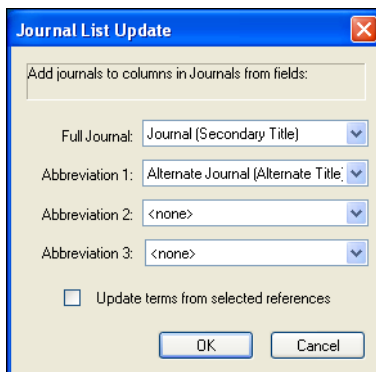 Journal List Update
Add journals to columns in Journals from fields:
Full Journal: Journal (Secondary Title)
Abbreviation 1: Alternate Journal (Alternate Title)
Abbreviation 2: <none>
Abbreviation 3: <none>
Update terms from selected references
OK Cancel